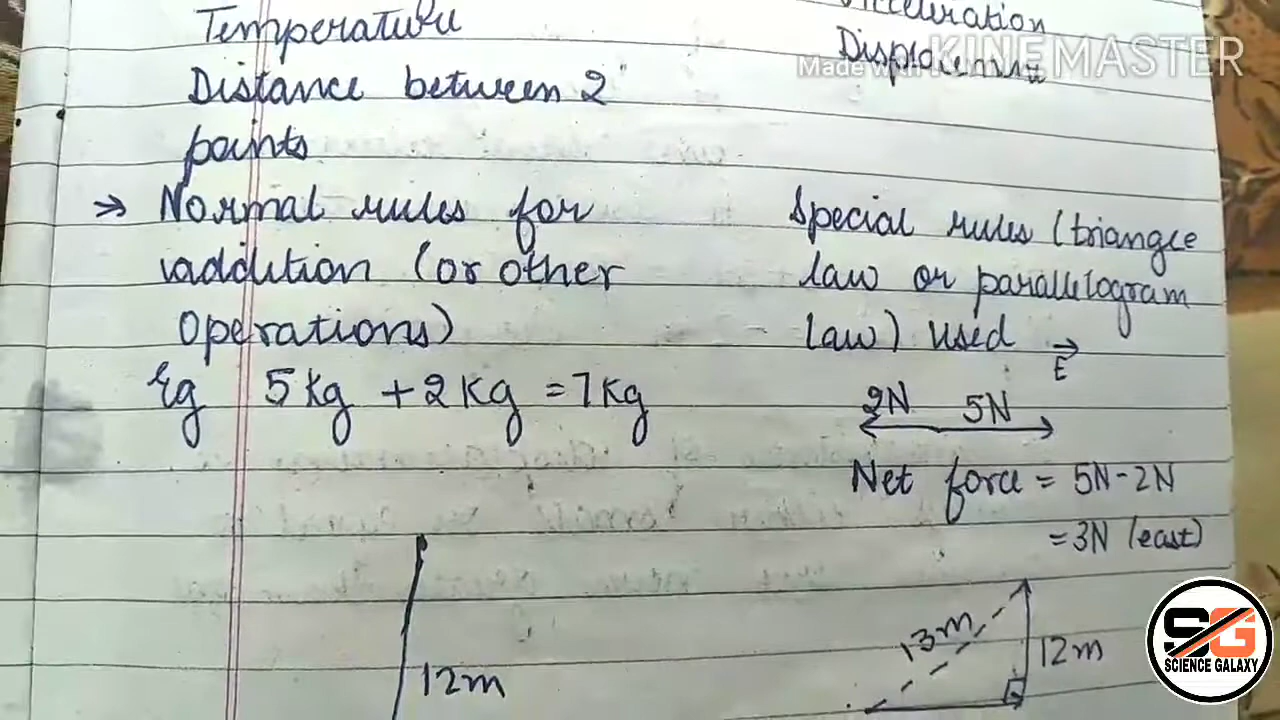 Temperature
Distance between 2
points
→ Normal rules for
addition (or other
operations)
Eg 5kg + 2kg = 7kg
12m
Acceleration
Displacement
Made with KINEMASTER
Special rules (triangle
law or parallelogram
law) used
E
2N 5N
Net force = 5N-2N
= 3N (east)
13m
12m
SG
SCIENCE GALAXY